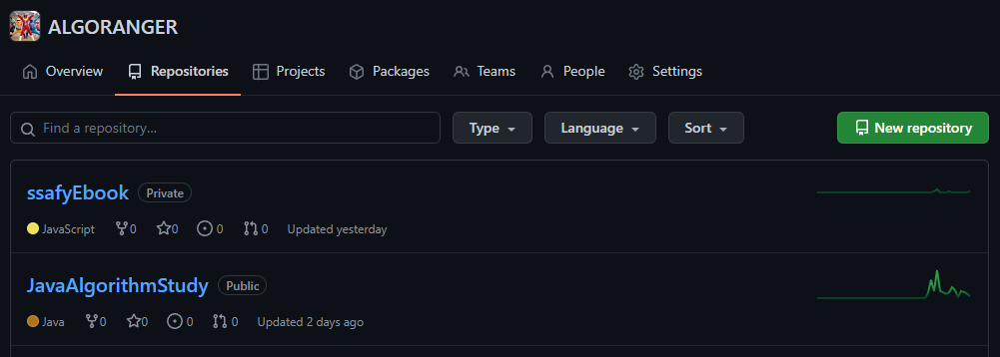 ALGORANGER
Overview Repositories Projects Packages Teams People Settings
Find a repository... Type Language Sort New repository
ssafyEbook Private
JavaScript 0 0 0 0 Updated yesterday
JavaAlgorithmStudy Public
Java 0 0 0 0 Updated 2 days ago